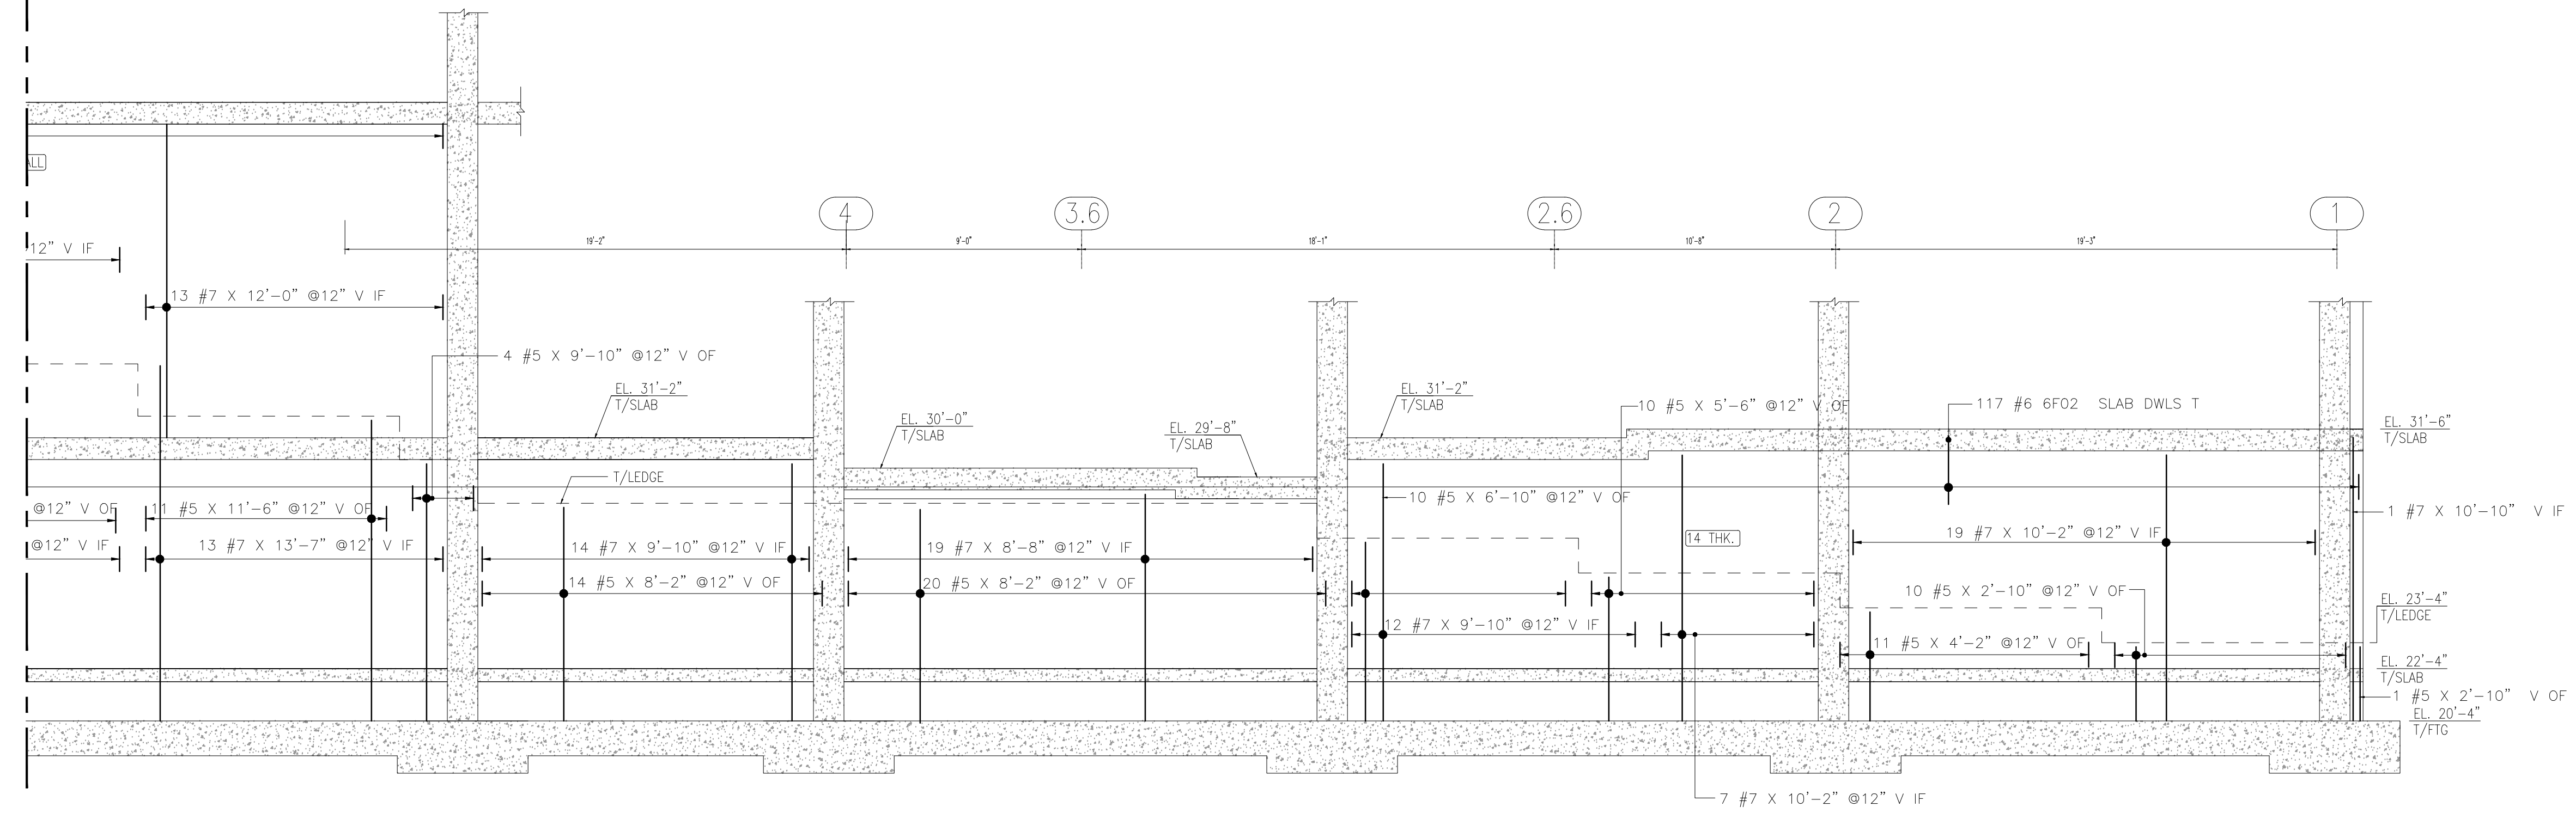 ALL
4
3.6
2.6
2
1
19'-2"
9'-0"
18'-1"
10'-8"
19'-3"
12" V IF
13 #7 X 12'-0" @12" V IF
4 #5 X 9'-10" @12" V OF
EL. 31'-2"
T/SLAB
EL. 31'-2"
T/SLAB
10 #5 X 5'-6" @12" V OF
117 #6 6F02 SLAB DWLS T
EL. 30'-0"
T/SLAB
EL. 29'-8"
T/SLAB
EL. 31'-6"
T/SLAB
T/LEDGE
10 #5 X 6'-10" @12" V OF
@12" V OF
11 #5 X 11'-6" @12" V OF
1 #7 X 10'-10" V IF
@12" V IF
13 #7 X 13'-7" @12" V IF
14 #7 X 9'-10" @12" V IF
19 #7 X 8'-8" @12" V IF
14 THK.
19 #7 X 10'-2" @12" V IF
14 #5 X 8'-2" @12" V OF
20 #5 X 8'-2" @12" V OF
10 #5 X 2'-10" @12" V OF
EL. 23'-4"
T/LEDGE
12 #7 X 9'-10" @12" V IF
11 #5 X 4'-2" @12" V OF
EL. 22'-4"
T/SLAB
1 #5 X 2'-10" V OF
EL. 20'-4"
T/FTG
7 #7 X 10'-2" @12" V IF